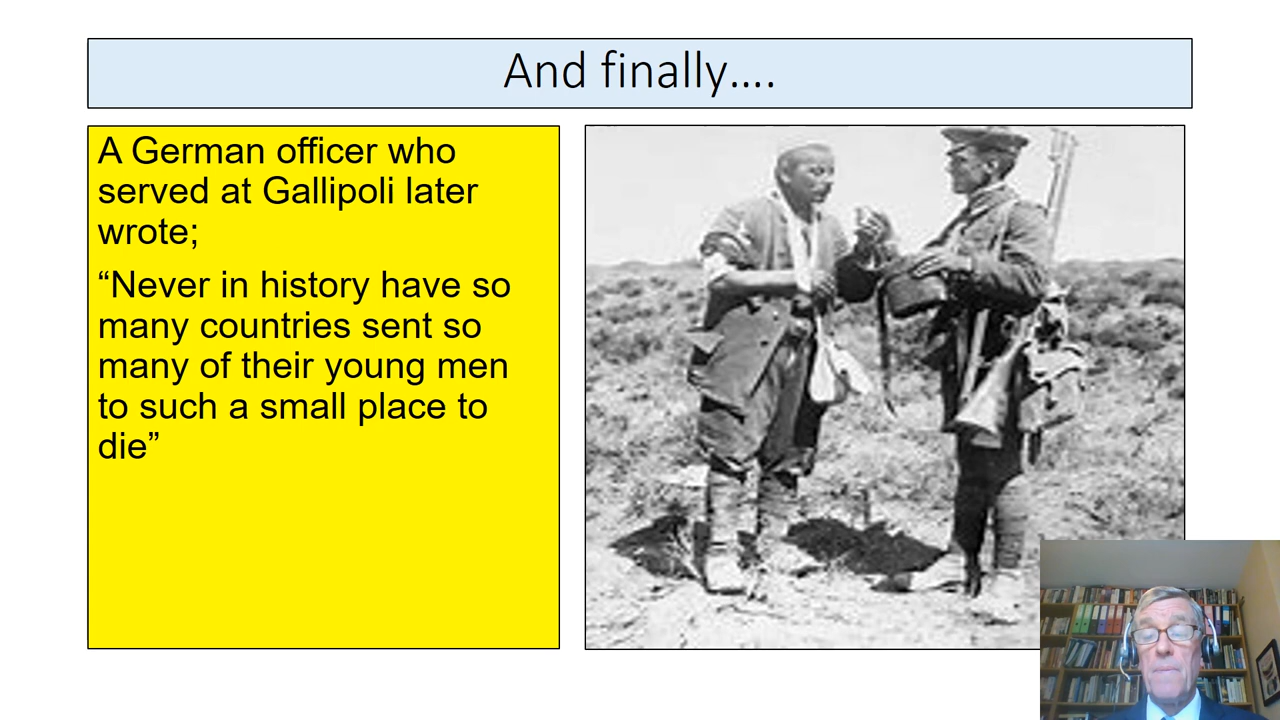 And finally….
A German officer who
served at Gallipoli later
wrote;
“Never in history have so
many countries sent so
many of their young men
to such a small place to
die”